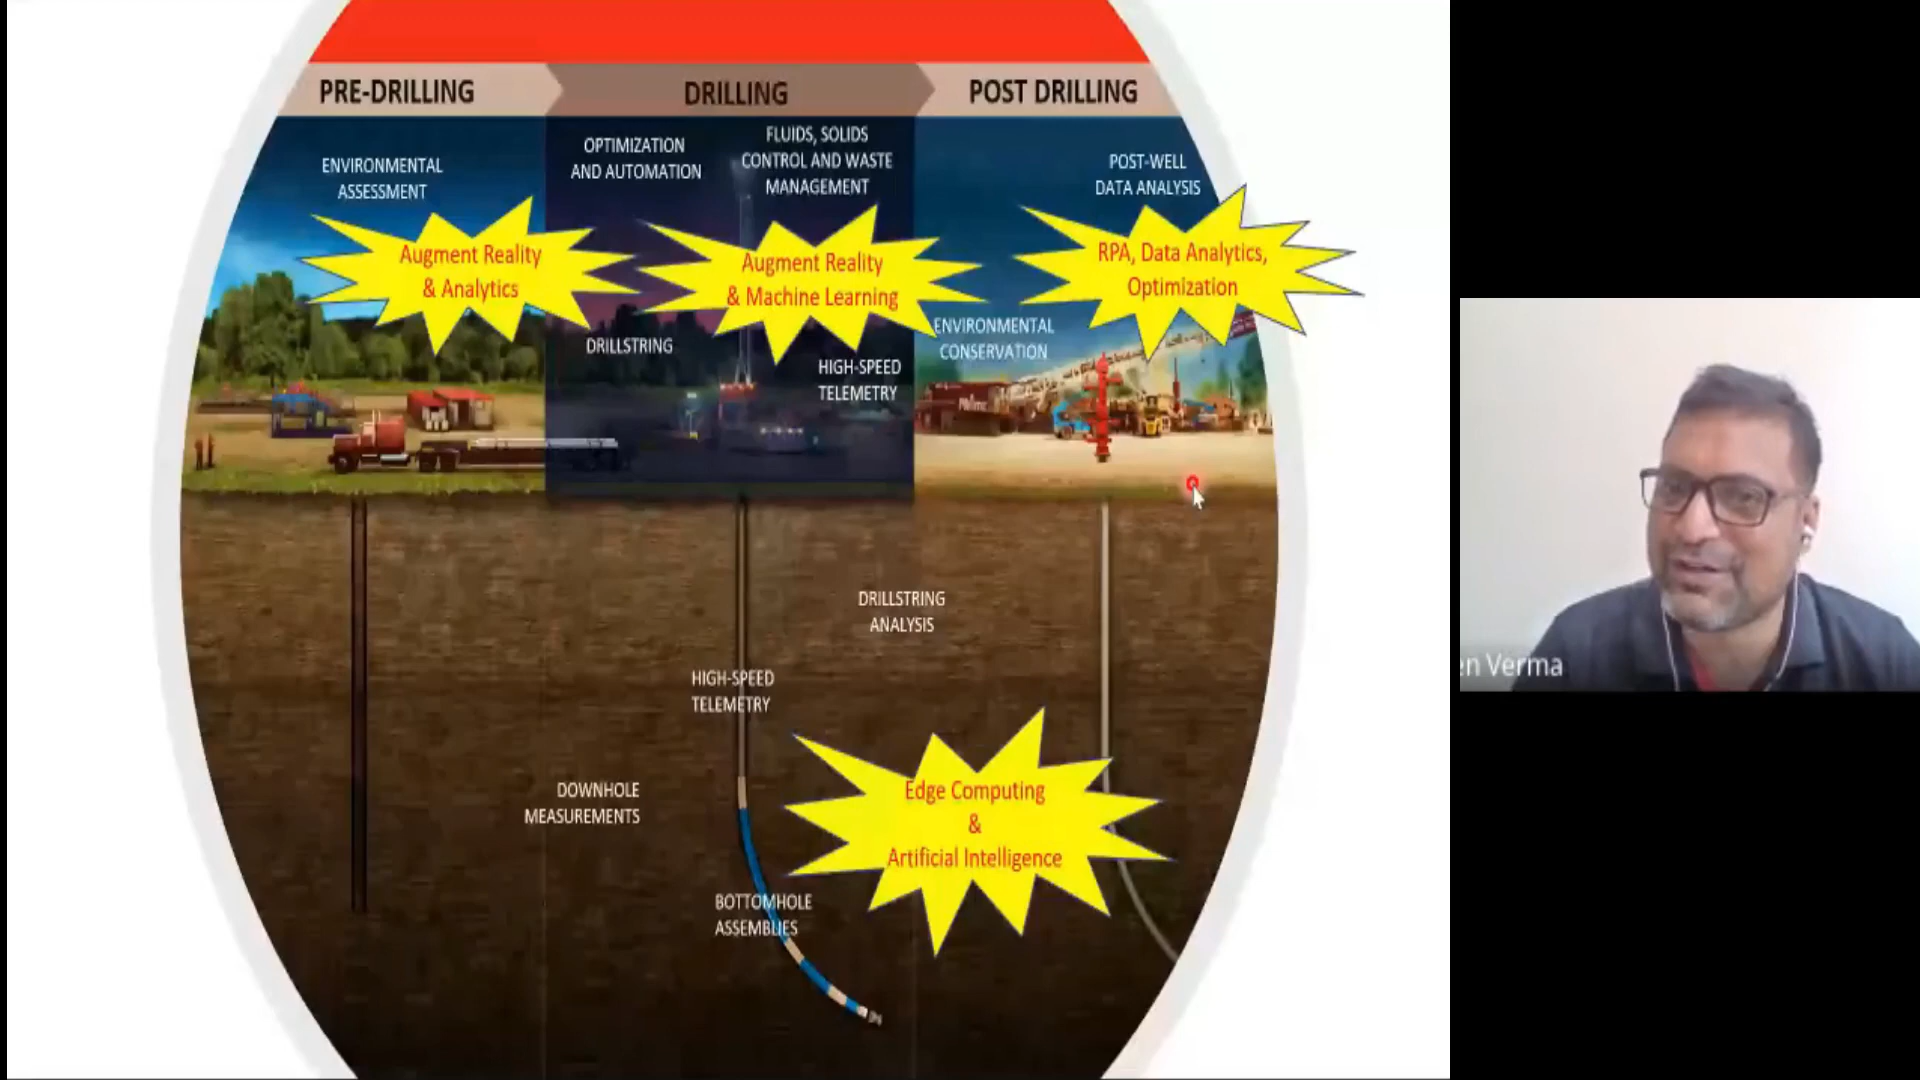 PRE-DRILLING
DRILLING
POST DRILLING
ENVIRONMENTAL
ASSESSMENT
OPTIMIZATION
AND AUTOMATION
FLUIDS, SOLIDS
CONTROL AND WASTE
MANAGEMENT
POST-WELL
DATA ANALYSIS
Augment Reality
& Analytics
Augment Reality
& Machine Learning
RPA, Data Analytics,
Optimization
DRILLSTRING
HIGH-SPEED
TELEMETRY
ENVIRONMENTAL
CONSERVATION
DRILLSTRING
ANALYSIS
HIGH-SPEED
TELEMETRY
DOWNHOLE
MEASUREMENTS
Edge Computing
&
Artificial Intelligence
BOTTOMHOLE
ASSEMBLIES
en Verma